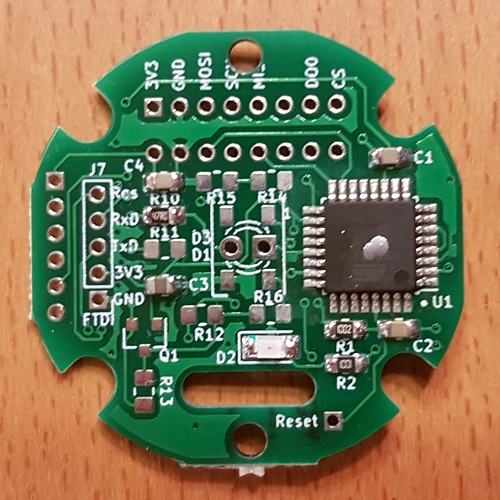 3V3 GND MOSI DO0 CS
C4
C1
J7
Res
R10
R15 R14
1
RxD
R11
TxD
D3
D1
3V3
C3
GND
R16
U1
FTDI
R12
Q1
D2
R1
C2
R2
R13
Reset